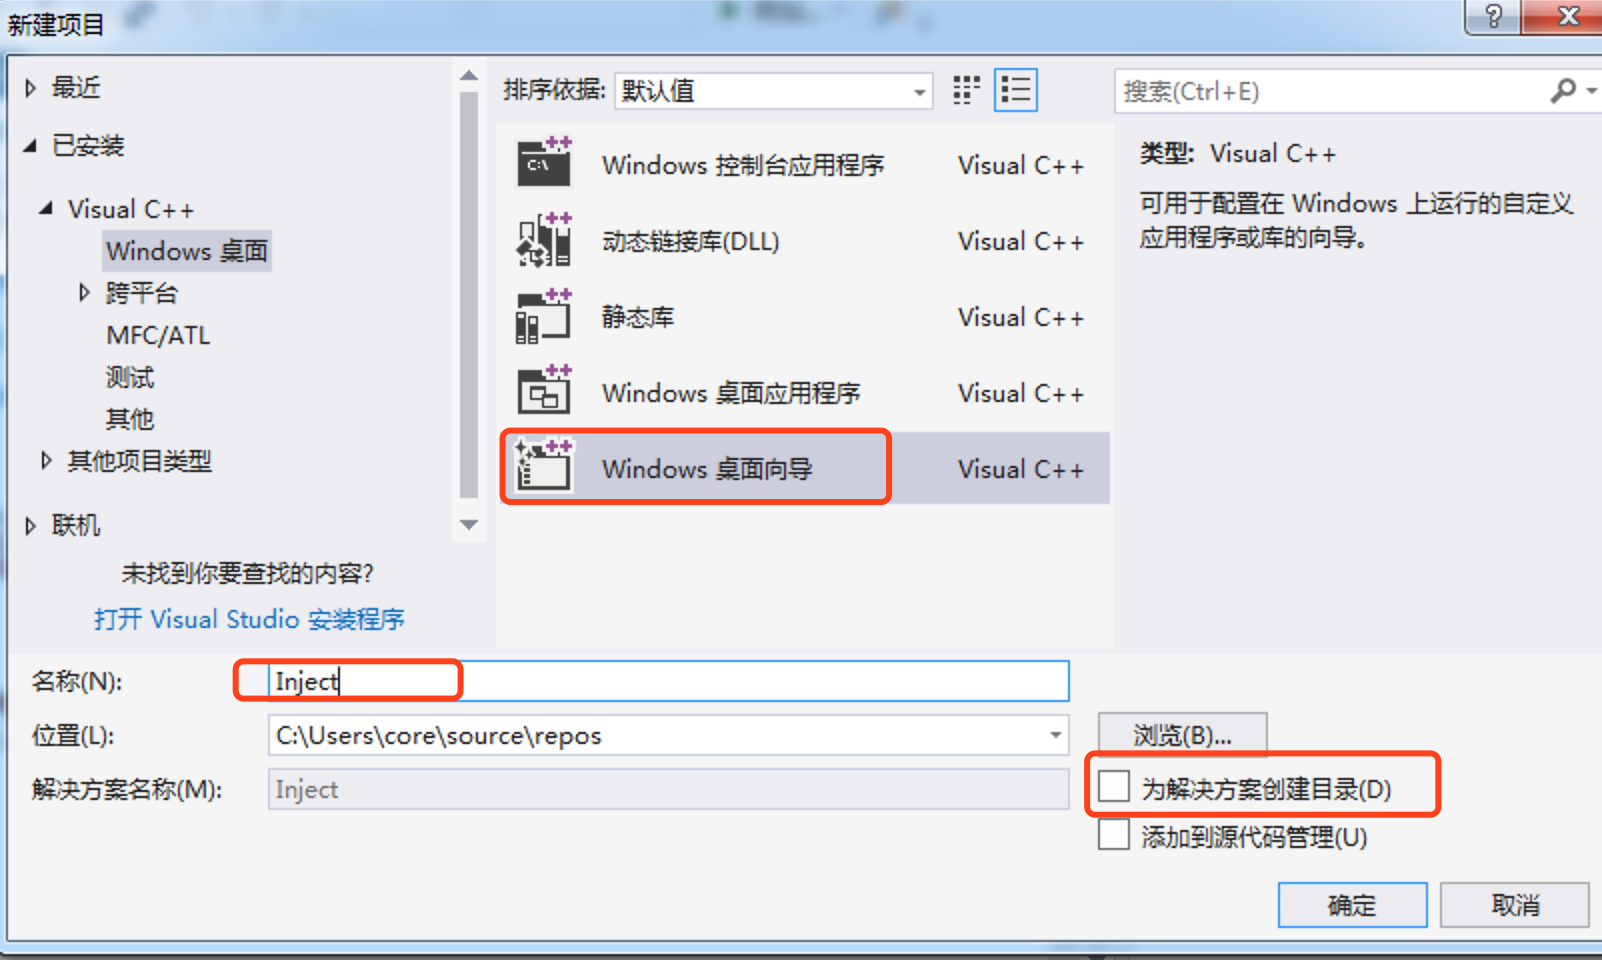 新建项目
最近
已安装
Visual C++
Windows 桌面
跨平台
MFC/ATL
测试
其他
其他项目类型
联机
未找到你要查找的内容?
打开 Visual Studio 安装程序
排序依据: 默认值
Windows 控制台应用程序 Visual C++
动态链接库(DLL) Visual C++
静态库 Visual C++
Windows 桌面应用程序 Visual C++
Windows 桌面向导 Visual C++
搜索(Ctrl+E)
类型: Visual C++
可用于配置在 Windows 上运行的自定义
应用程序或库的向导。
名称(N): Inject
位置(L): C:\Users\core\source\repos
浏览(B)...
解决方案名称(M): Inject
为解决方案创建目录(D)
添加到源代码管理(U)
确定
取消